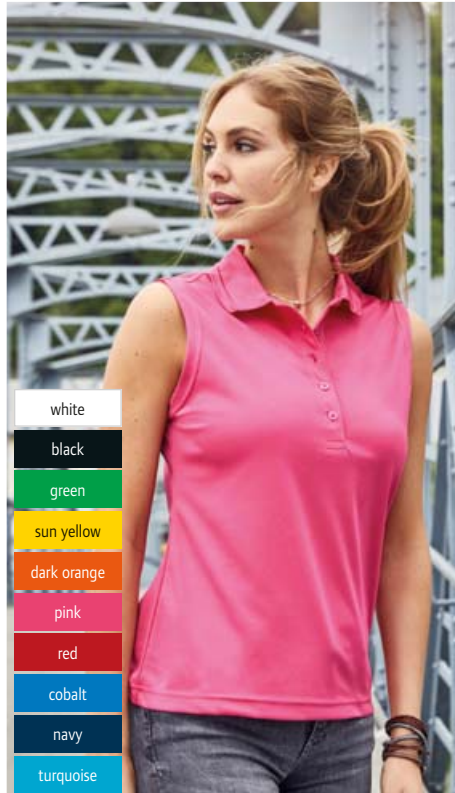 white
black
green
sun yellow
dark orange
pink
red
cobalt
navy
turquoise